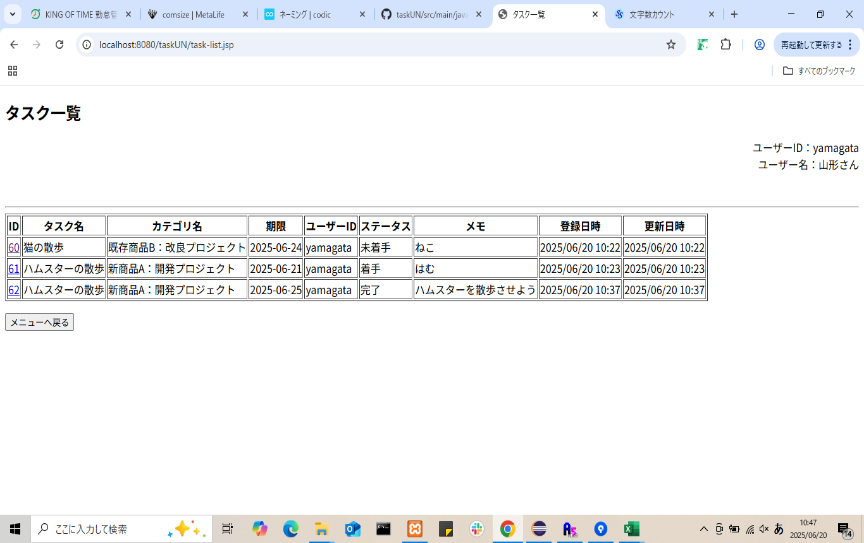 KING OF TIME 勤怠管
comsize | MetaLife
ネーミング | codic
taskUN/src/main/java
タスク一覧
文字数カウント
localhost:8080/taskUN/task-list.jsp
再起動して更新する
すべてのブックマーク
タスク一覧
ユーザーID：yamagata
ユーザー名：山形さん
ID タスク名 カテゴリ名 期限 ユーザーID ステータス メモ 登録日時 更新日時
60 猫の散歩 既存商品B：改良プロジェクト 2025-06-24 yamagata 未着手 ねこ 2025/06/20 10:22 2025/06/20 10:22
61 ハムスターの散歩 新商品A：開発プロジェクト 2025-06-21 yamagata 着手 はむ 2025/06/20 10:23 2025/06/20 10:23
62 ハムスターの散歩 新商品A：開発プロジェクト 2025-06-25 yamagata 完了 ハムスターを散歩させよう 2025/06/20 10:37 2025/06/20 10:37
メニューへ戻る
ここに入力して検索
あ
10:47
2025/06/20
14